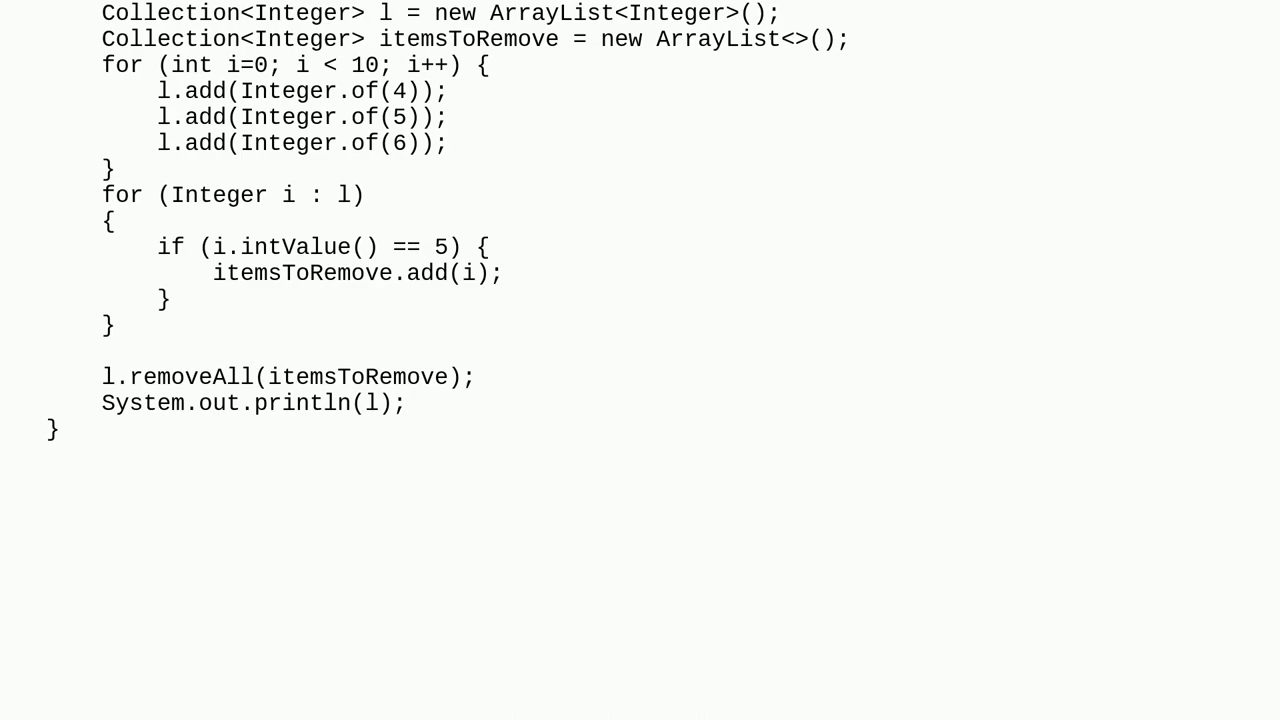 Collection<Integer> l = new ArrayList<Integer>();
Collection<Integer> itemsToRemove = new ArrayList<>();
for (int i=0; i < 10; i++) {
l.add(Integer.of(4));
l.add(Integer.of(5));
l.add(Integer.of(6));
}
for (Integer i : l)
{
if (i.intValue() == 5) {
itemsToRemove.add(i);
}
}
l.removeAll(itemsToRemove);
System.out.println(l);
}